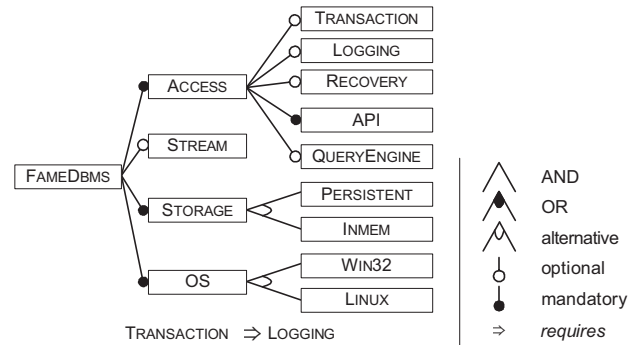 TRANSACTION
LOGGING
RECOVERY
API
QUERYENGINE
ACCESS
STREAM
FAMEDBMS
STORAGE
PERSISTENT
INMEM
OS
WIN32
LINUX
TRANSACTION ⇒ LOGGING
AND
OR
alternative
optional
mandatory
⇒ requires